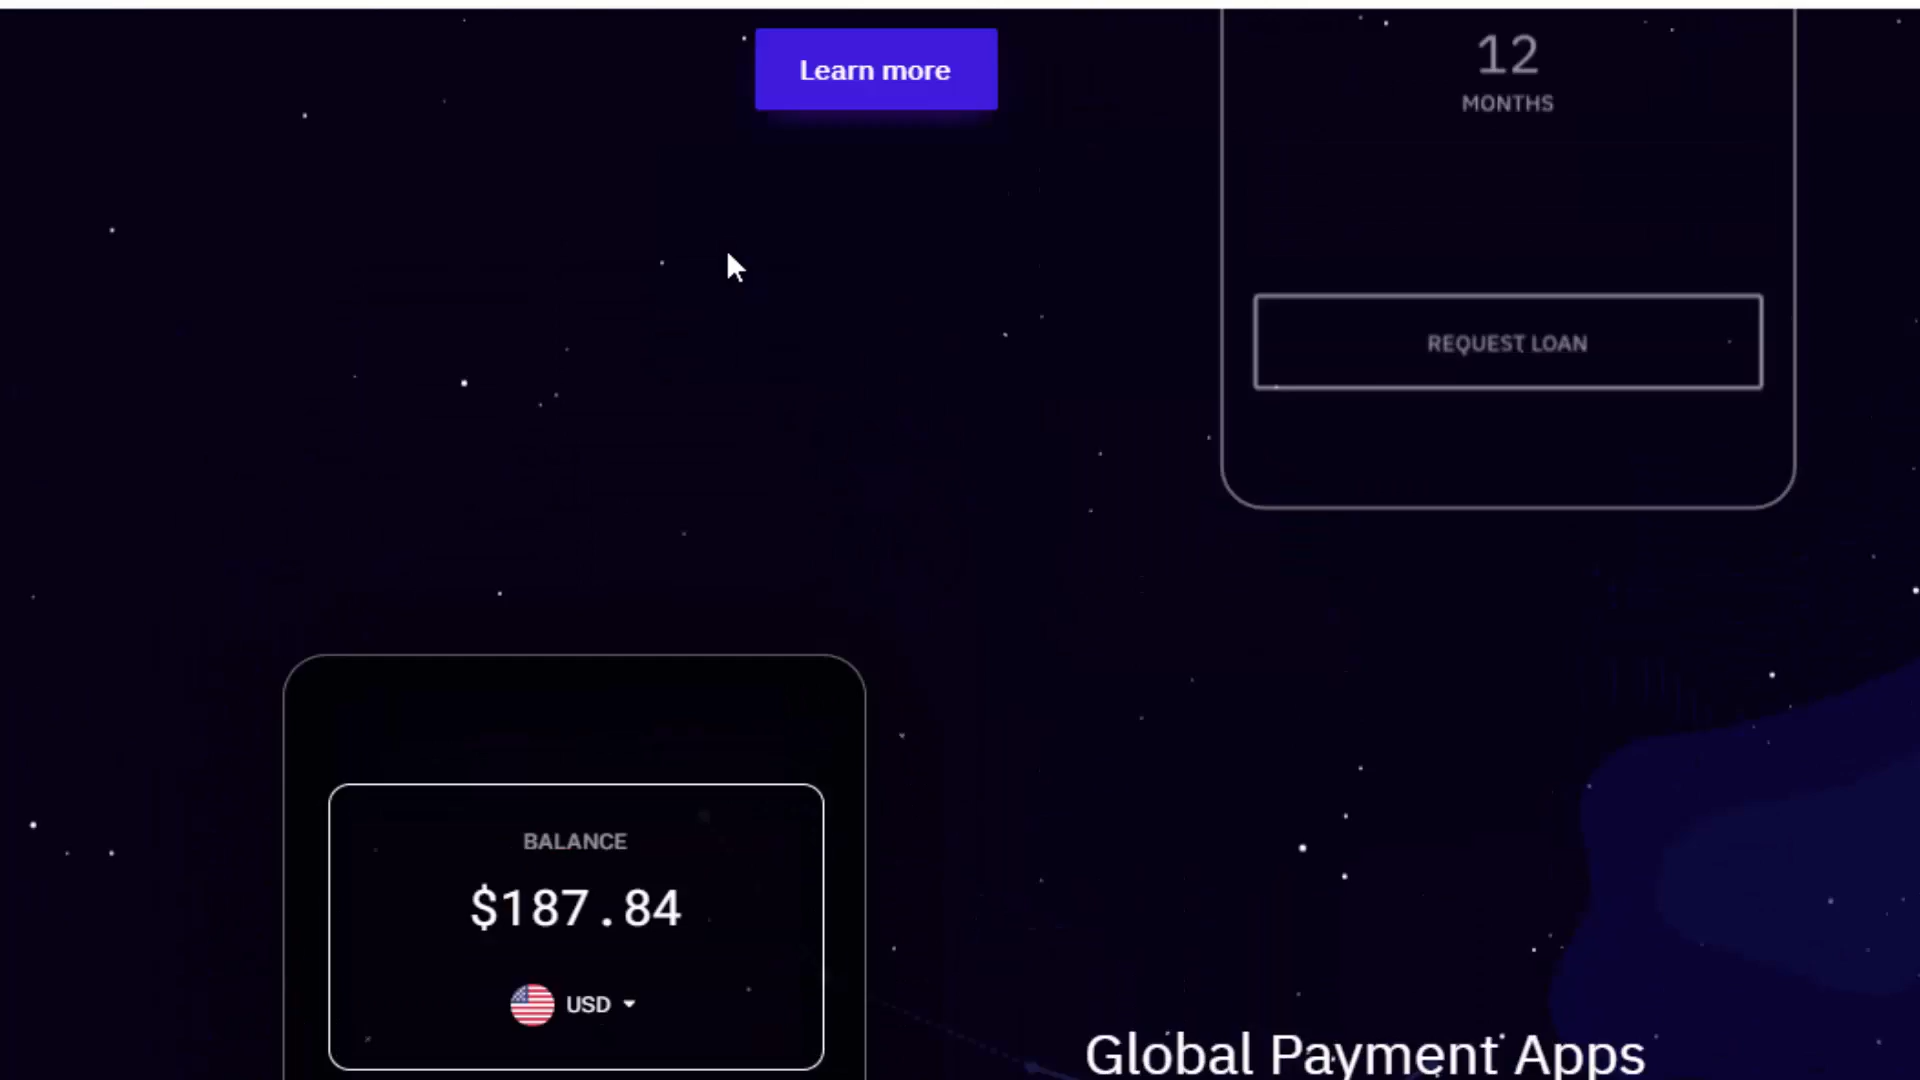 Learn more
12
MONTHS
REQUEST LOAN
BALANCE
$187.84
USD
Global Payment Apps